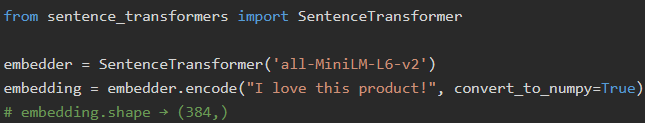 from sentence_transformers import SentenceTransformer
embedder = SentenceTransformer('all-MiniLM-L6-v2')
embedding = embedder.encode("I love this product!", convert_to_numpy=True)
# embedding.shape → (384,)